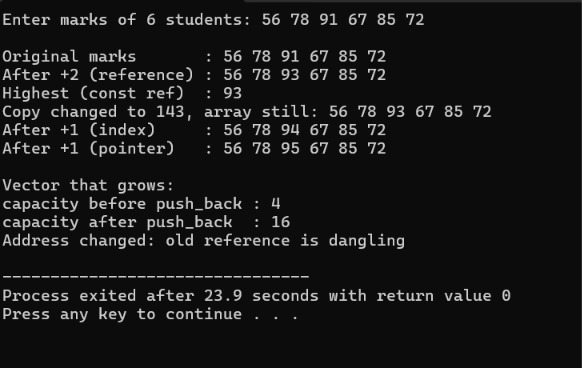 Enter marks of 6 students: 56 78 91 67 85 72
Original marks       : 56 78 91 67 85 72
After +2 (reference) : 56 78 93 67 85 72
Highest (const ref)  : 93
Copy changed to 143, array still: 56 78 93 67 85 72
After +1 (index)     : 56 78 94 67 85 72
After +1 (pointer)   : 56 78 95 67 85 72
Vector that grows:
capacity before push_back : 4
capacity after push_back  : 16
Address changed: old reference is dangling
--------------------------------
Process exited after 23.9 seconds with return value 0
Press any key to continue . . .